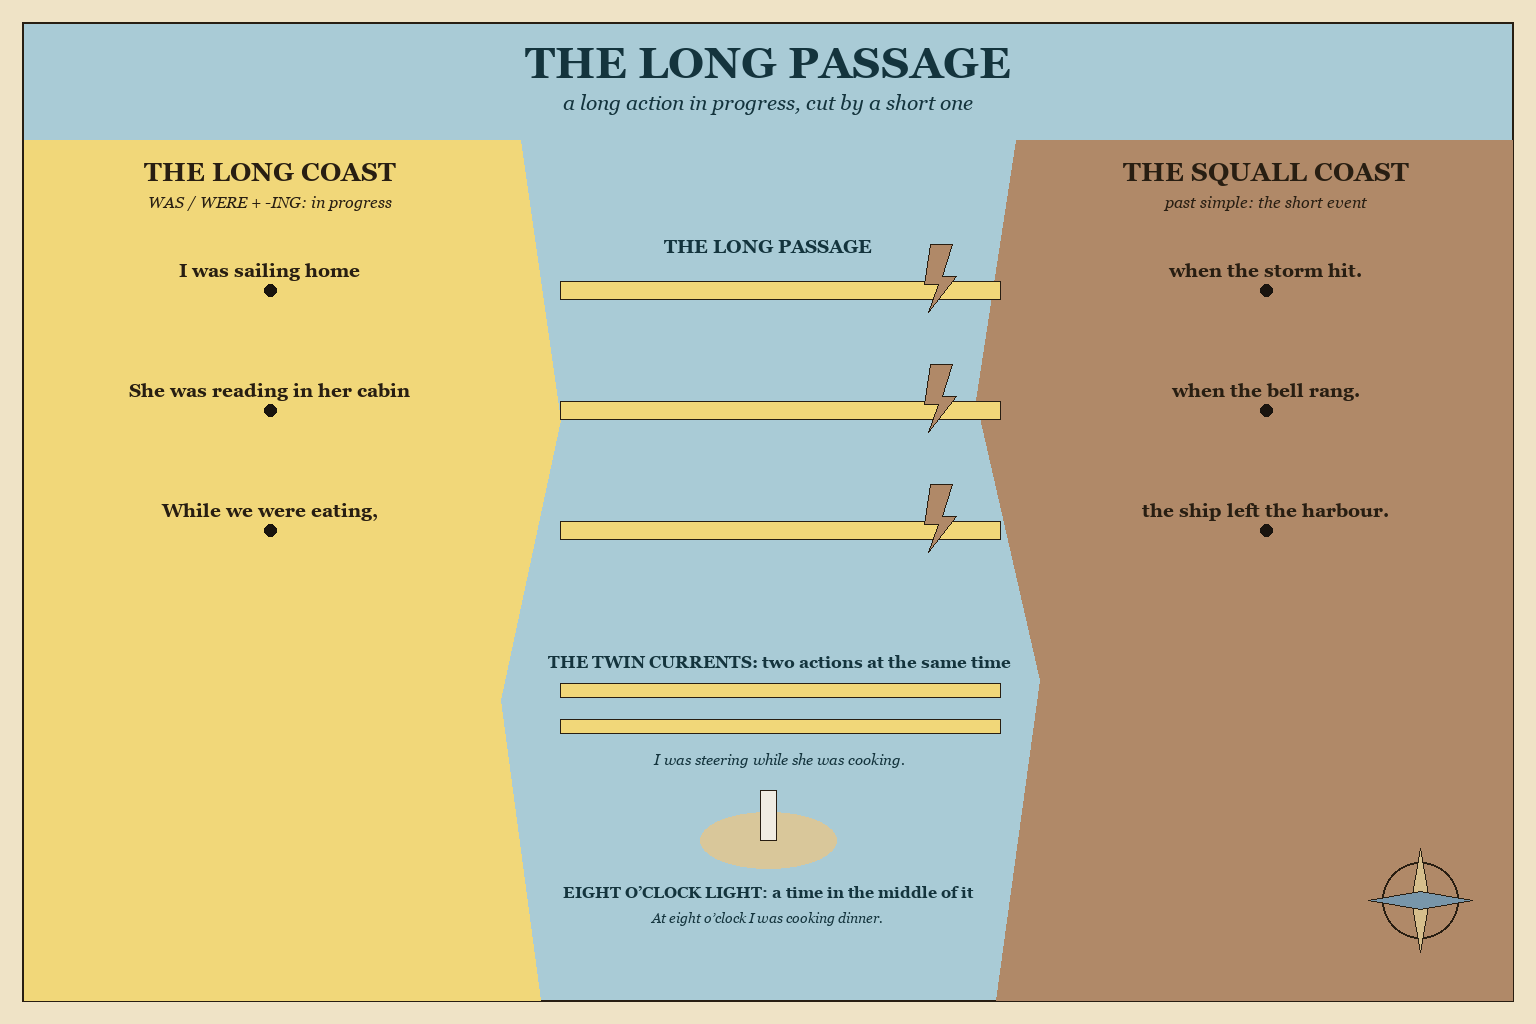 THE LONG PASSAGE
a long action in progress, cut by a short one
THE LONG COAST
WAS / WERE + -ING: in progress
I was sailing home
She was reading in her cabin
While we were eating,
THE LONG PASSAGE
THE TWIN CURRENTS: two actions at the same time
I was steering while she was cooking.
EIGHT O’CLOCK LIGHT: a time in the middle of it
At eight o’clock I was cooking dinner.
THE SQUALL COAST
past simple: the short event
when the storm hit.
when the bell rang.
the ship left the harbour.